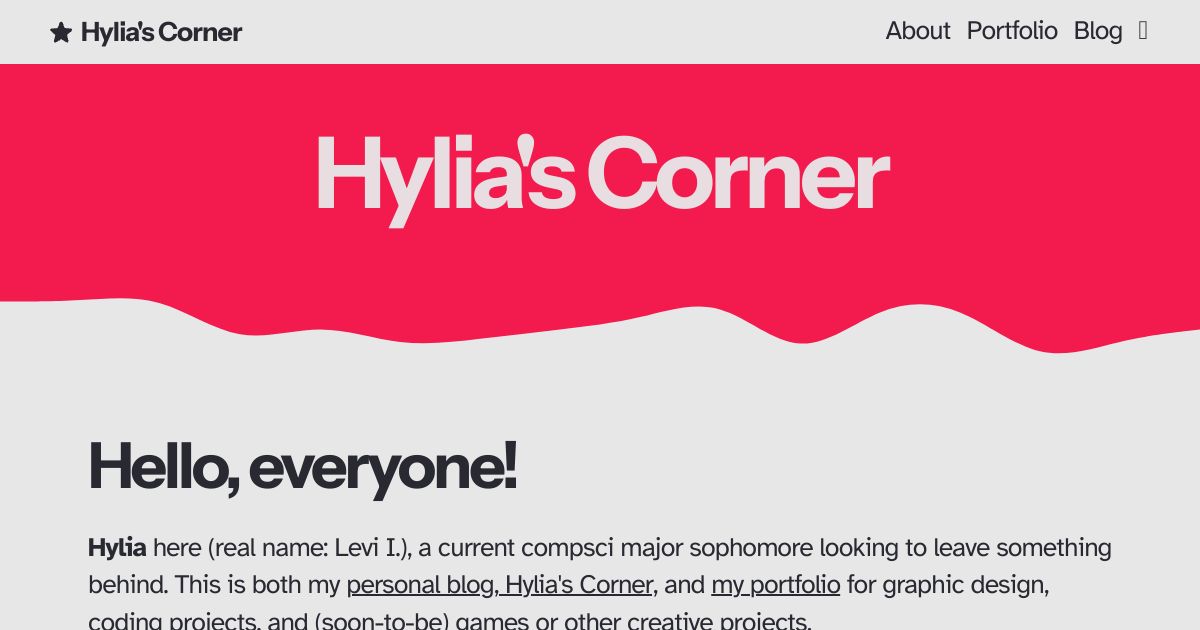 Hylia's Corner
About Portfolio Blog
Hylia's Corner
Hello, everyone!
Hylia here (real name: Levi I.), a current compsci major sophomore looking to leave something
behind. This is both my personal blog, Hylia's Corner, and my portfolio for graphic design,
coding projects, and (soon-to-be) games or other creative projects.